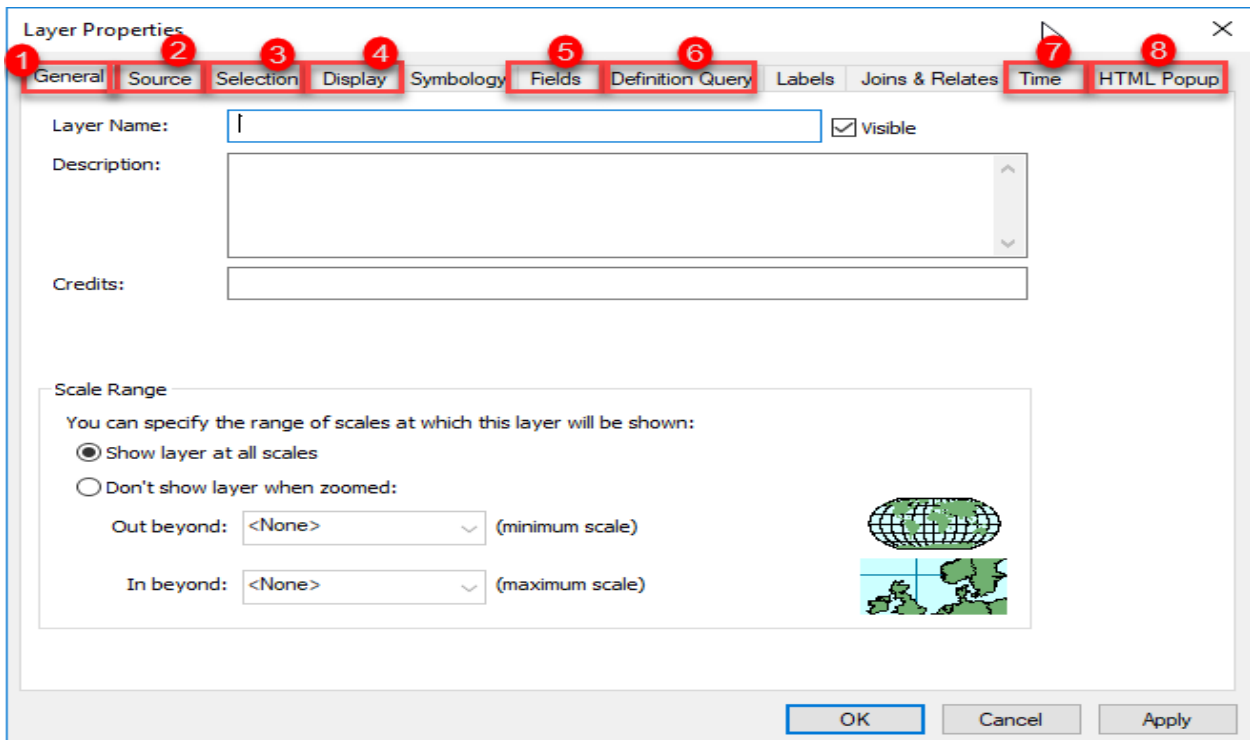 Layer Properties
1 2 3 4 5 6 7 8
General Source Selection Display Symbology Fields Definition Query Labels Joins & Relates Time HTML Popup
Layer Name: Visible
Description:
Credits:
Scale Range
You can specify the range of scales at which this layer will be shown:
Show layer at all scales
Don't show layer when zoomed:
Out beyond: <None> (minimum scale)
In beyond: <None> (maximum scale)
OK Cancel Apply